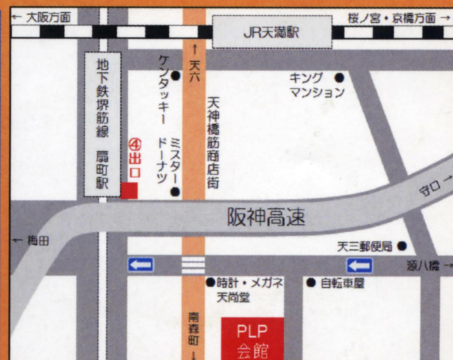 ← 大阪方面
桜ノ宮・京橋方面 →
JR天満駅
↑
天六
地下鉄堺筋線 扇町駅
④出口
ケンタッキー
ミスター
ドーナツ
天神橋筋商店街
キング
マンション
阪神高速
守口 →
← 梅田
天三郵便局
源八橋 →
←
←
時計・メガネ
天尚堂
自転車屋
南森町
↓
PLP
会館